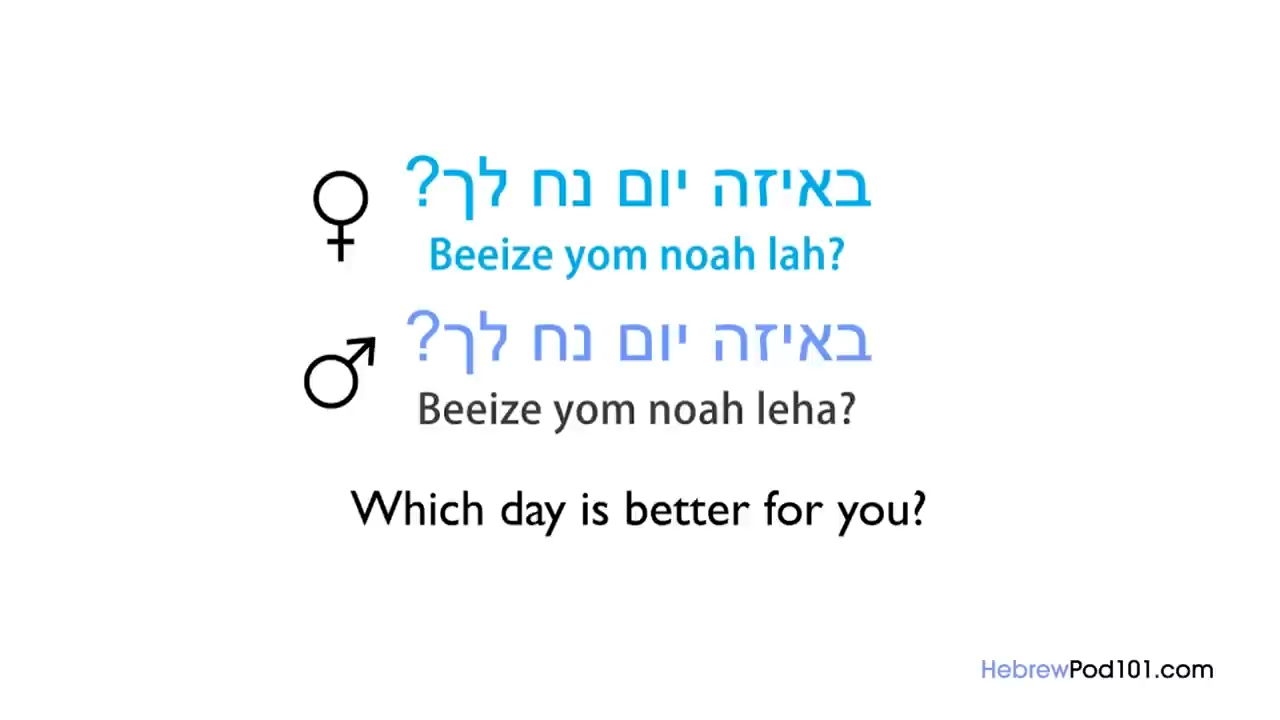 באיזה יום נח לך?
Beeize yom noah lah?
באיזה יום נח לך?
Beeize yom noah leha?
Which day is better for you?
HebrewPod101.com